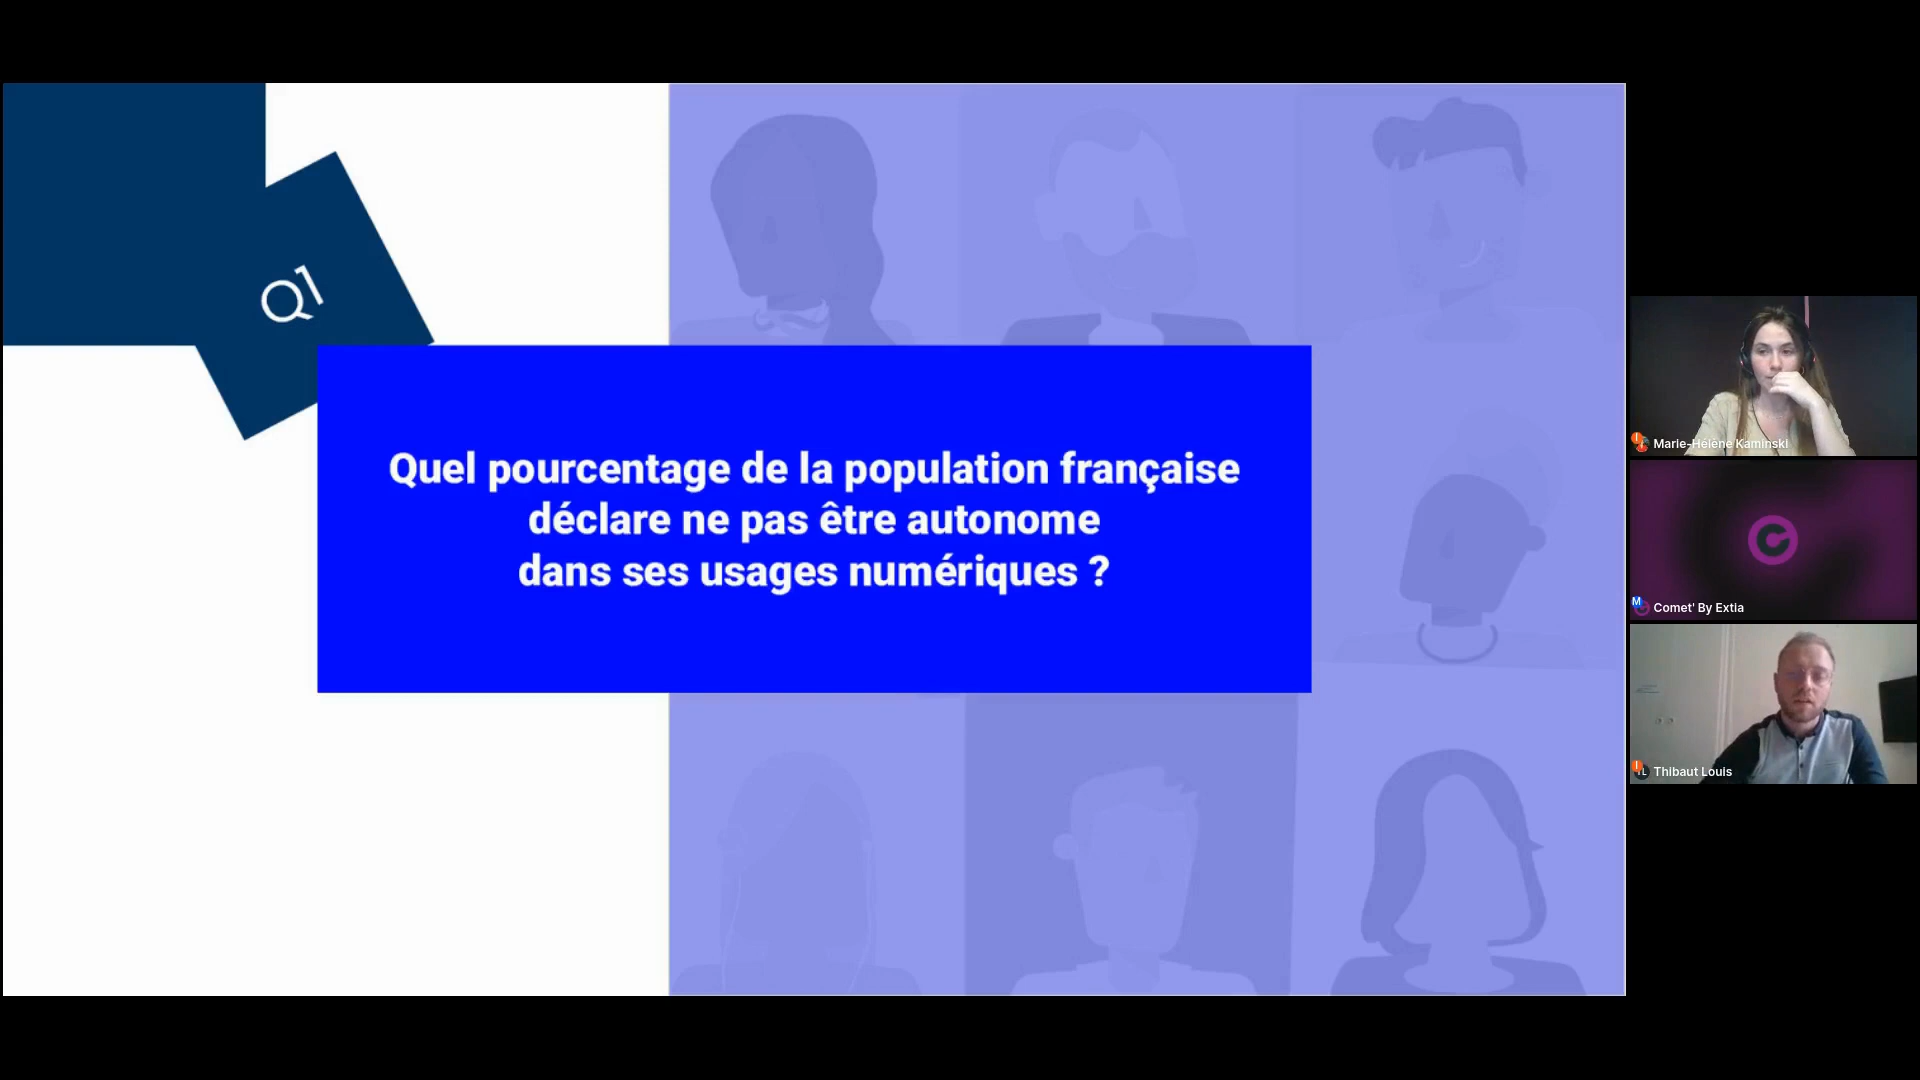 Q1
Quel pourcentage de la population française
déclare ne pas être autonome
dans ses usages numériques ?
Marie-Hélène Kaminski
M
Comet' By Extia
TL
Thibaut Louis